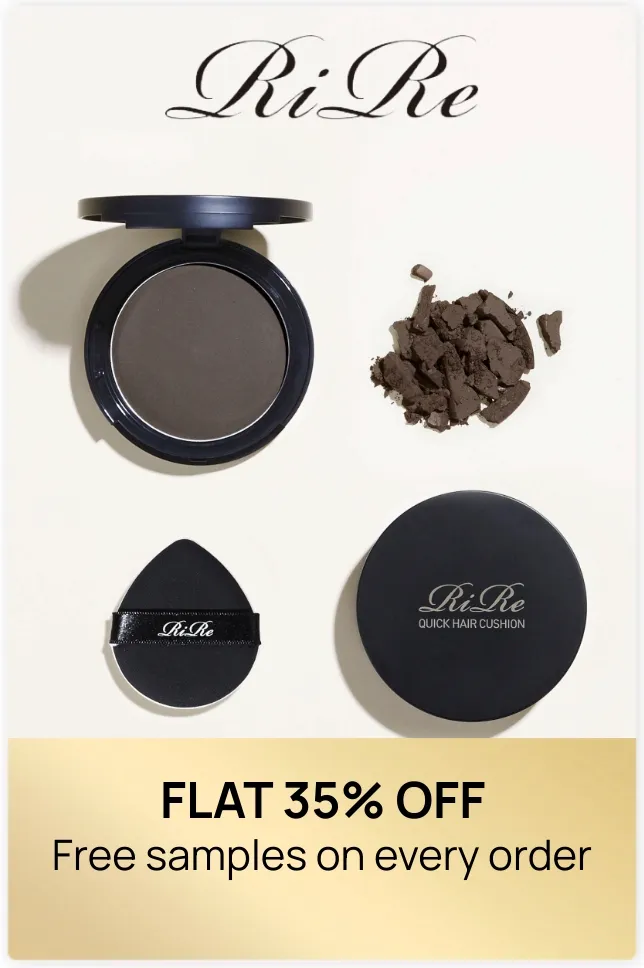 RiRe
RiRe
RiRe
QUICK HAIR CUSHION
FLAT 35% OFF
Free samples on every order